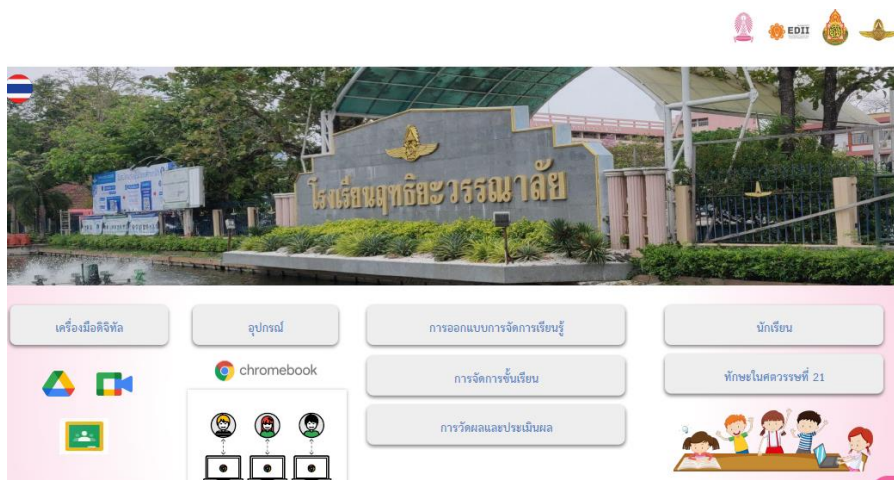 EDII
โรงเรียนฤทธิยะวรรณาลัย
เครื่องมือดิจิทัล
อุปกรณ์
การออกแบบการจัดการเรียนรู้
นักเรียน
chromebook
การจัดการชั้นเรียน
ทักษะในศตวรรษที่ 21
การวัดผลและประเมินผล